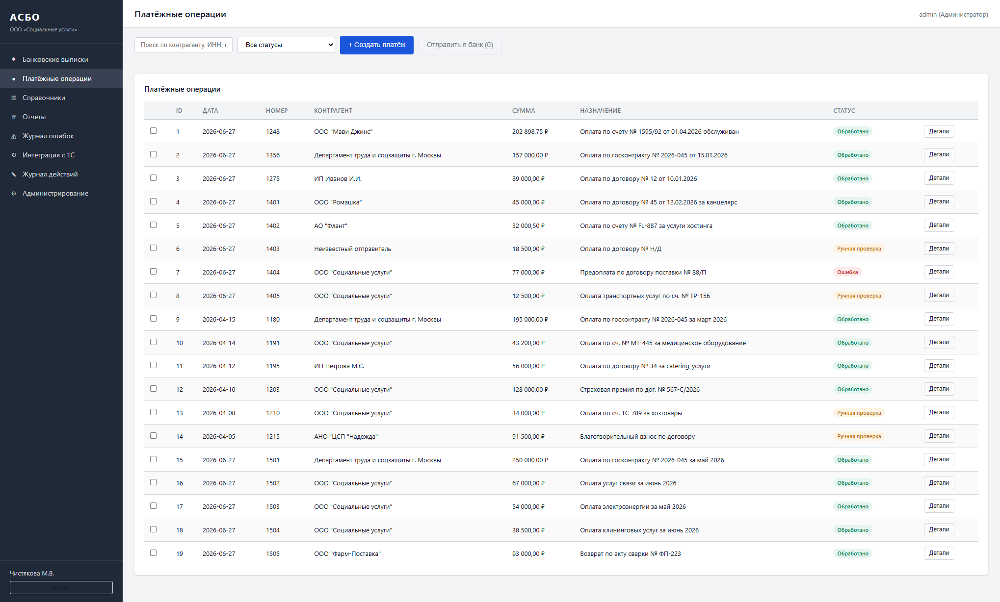 АСБО
ООО «Социальные услуги»
Банковские выписки
Платёжные операции
Справочники
Отчёты
Журнал ошибок
Интеграция с 1С
Журнал действий
Администрирование
Чистякова М.В.
Выход
Платёжные операции
admin (Администратор)
Поиск по контрагенту, ИНН,
Все статусы
+ Создать платёж
Отправить в банк (0)
Платёжные операции
ID ДАТА НОМЕР КОНТРАГЕНТ СУММА НАЗНАЧЕНИЕ СТАТУС
1 2026-06-27 1248 ООО "Мави Джинс" 202 898,75 ₽ Оплата по счету № 1595/92 от 01.04.2026 обслуживан Обработано Детали
2 2026-06-27 1356 Департамент труда и соцзащиты г. Москвы 157 000,00 ₽ Оплата по госконтракту № 2026-045 от 15.01.2026 Обработано Детали
3 2026-06-27 1275 ИП Иванов И.И. 89 000,00 ₽ Оплата по договору № 12 от 10.01.2026 Обработано Детали
4 2026-06-27 1401 ООО "Ромашка" 45 000,00 ₽ Оплата по договору № 45 от 12.02.2026 за канцелярс Обработано Детали
5 2026-06-27 1402 АО "Флант" 32 000,50 ₽ Оплата по счету № FL-887 за услуги хостинга Обработано Детали
6 2026-06-27 1403 Неизвестный отправитель 18 500,00 ₽ Оплата по договору № Н/Д Ручная проверка Детали
7 2026-06-27 1404 ООО "Социальные услуги" 77 000,00 ₽ Предоплата по договору поставки № 88/П Ошибка Детали
8 2026-06-27 1405 ООО "Социальные услуги" 12 500,00 ₽ Оплата транспортных услуг по сч. № ТР-156 Ручная проверка Детали
9 2026-04-15 1180 Департамент труда и соцзащиты г. Москвы 195 000,00 ₽ Оплата по госконтракту № 2026-045 за март 2026 Обработано Детали
10 2026-04-14 1191 ООО "Социальные услуги" 43 200,00 ₽ Оплата по сч. № МТ-445 за медицинское оборудование Обработано Детали
11 2026-04-12 1195 ИП Петрова М.С. 56 000,00 ₽ Оплата по договору № 34 за catering-услуги Обработано Детали
12 2026-04-10 1203 ООО "Социальные услуги" 128 000,00 ₽ Страховая премия по дог. № 567-С/2026 Обработано Детали
13 2026-04-08 1210 ООО "Социальные услуги" 34 000,00 ₽ Оплата по сч. ТС-789 за хозтовары Ручная проверка Детали
14 2026-04-05 1215 АНО "ЦСП "Надежда" 91 500,00 ₽ Благотворительный взнос по договору Ручная проверка Детали
15 2026-06-27 1501 Департамент труда и соцзащиты г. Москвы 250 000,00 ₽ Оплата по госконтракту № 2026-045 за май 2026 Обработано Детали
16 2026-06-27 1502 ООО "Социальные услуги" 67 000,00 ₽ Оплата услуг связи за июнь 2026 Обработано Детали
17 2026-06-27 1503 ООО "Социальные услуги" 54 000,00 ₽ Оплата электроэнергии за май 2026 Обработано Детали
18 2026-06-27 1504 ООО "Социальные услуги" 38 500,00 ₽ Оплата клининговых услуг за июнь 2026 Обработано Детали
19 2026-06-27 1505 ООО "Фарм-Поставка" 93 000,00 ₽ Возврат по акту сверки № ФП-223 Обработано Детали